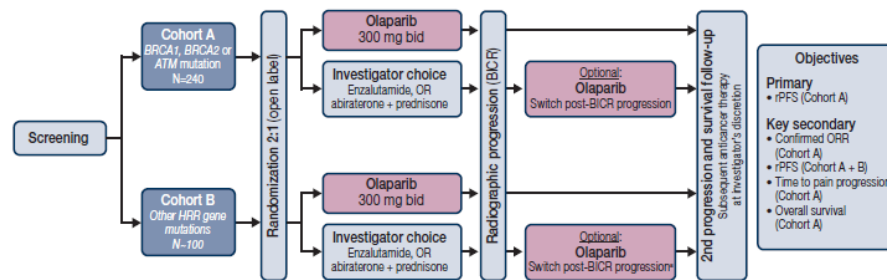 Screening
Cohort A
BRCA1, BRCA2 or
ATM mutation
N=240
Cohort B
Other HRR gene
mutations
N~100
Randomization 2:1 (open label)
Olaparib
300 mg bid
Investigator choice
Enzalutamide, OR
abiraterone + prednisone
Olaparib
300 mg bid
Investigator choice
Enzalutamide, OR
abiraterone + prednisone
Radiographic progression (BICR)
Optional:
Olaparib
Switch post-BICR progression
Optional:
Olaparib
Switch post-BICR progression*
2nd progression and survival follow-up
Subsequent anticancer therapy
at investigator's discretion
Objectives
Primary
• rPFS (Cohort A)
Key secondary
• Confirmed ORR
(Cohort A)
• rPFS (Cohort A + B)
• Time to pain progression
(Cohort A)
• Overall survival
(Cohort A)